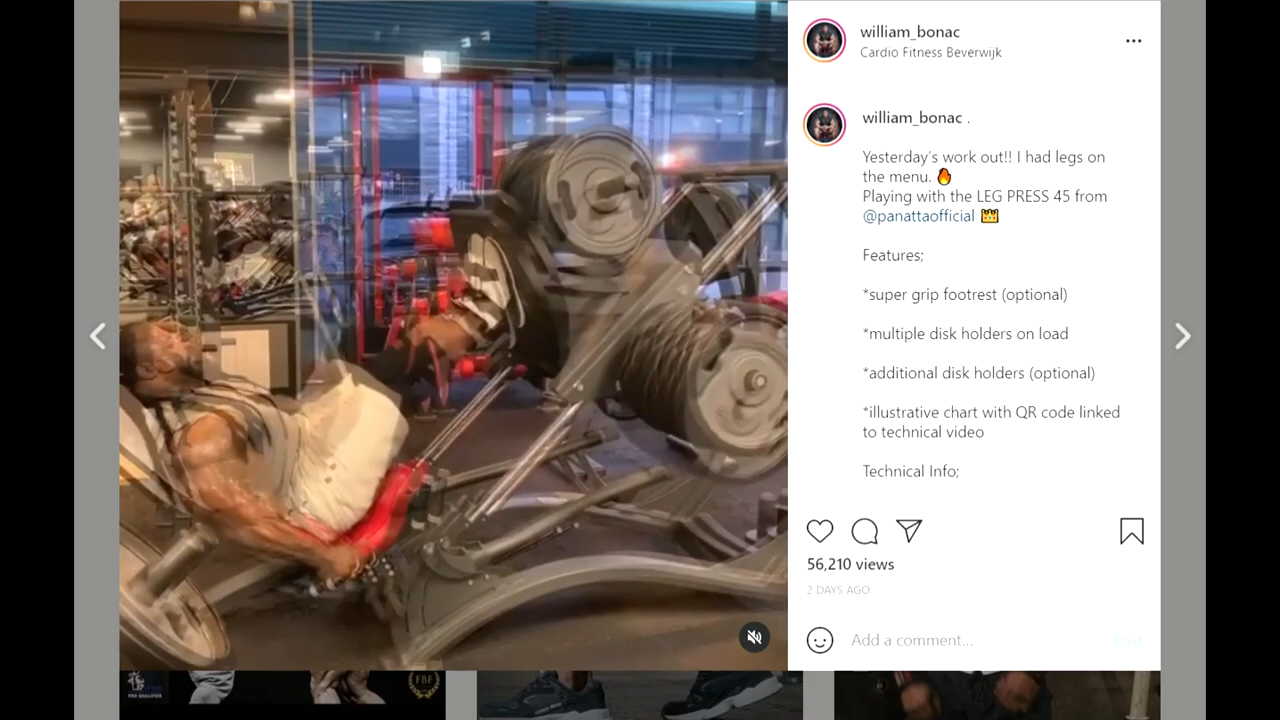 william_bonac
Cardio Fitness Beverwijk
william_bonac .
Yesterday's work out!! I had legs on
the menu. 🔥
Playing with the LEG PRESS 45 from
@panattaofficial 👑
Features;
*super grip footrest (optional)
*multiple disk holders on load
*additional disk holders (optional)
*illustrative chart with QR code linked
to technical video
Technical Info;
56,210 views
2 DAYS AGO
Add a comment...
Post
FBF